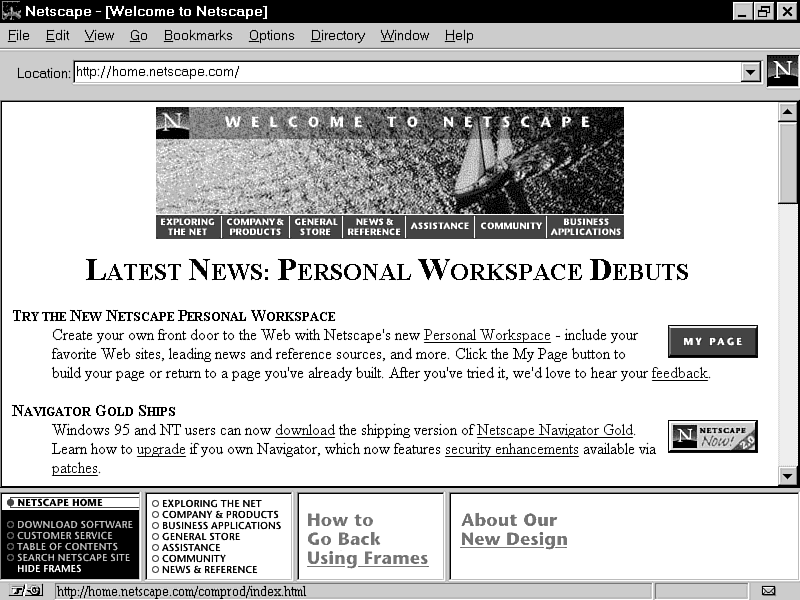 Netscape - [Welcome to Netscape]
File Edit View Go Bookmarks Options Directory Window Help
Location: http://home.netscape.com/
N
N WELCOME TO NETSCAPE
EXPLORING THE NET
COMPANY & PRODUCTS
GENERAL STORE
NEWS & REFERENCE
ASSISTANCE
COMMUNITY
BUSINESS APPLICATIONS
LATEST NEWS: PERSONAL WORKSPACE DEBUTS
TRY THE NEW NETSCAPE PERSONAL WORKSPACE
Create your own front door to the Web with Netscape's new Personal Workspace - include your
favorite Web sites, leading news and reference sources, and more. Click the My Page button to
build your page or return to a page you've already built. After you've tried it, we'd love to hear your feedback.
MY PAGE
NAVIGATOR GOLD SHIPS
Windows 95 and NT users can now download the shipping version of Netscape Navigator Gold.
Learn how to upgrade if you own Navigator, which now features security enhancements available via
patches.
N NETSCAPE
Now! 2.0
NETSCAPE HOME
DOWNLOAD SOFTWARE
CUSTOMER SERVICE
TABLE OF CONTENTS
SEARCH NETSCAPE SITE
HIDE FRAMES
EXPLORING THE NET
COMPANY & PRODUCTS
BUSINESS APPLICATIONS
GENERAL STORE
ASSISTANCE
COMMUNITY
NEWS & REFERENCE
How to
Go Back
Using Frames
About Our
New Design
http://home.netscape.com/comprod/index.html